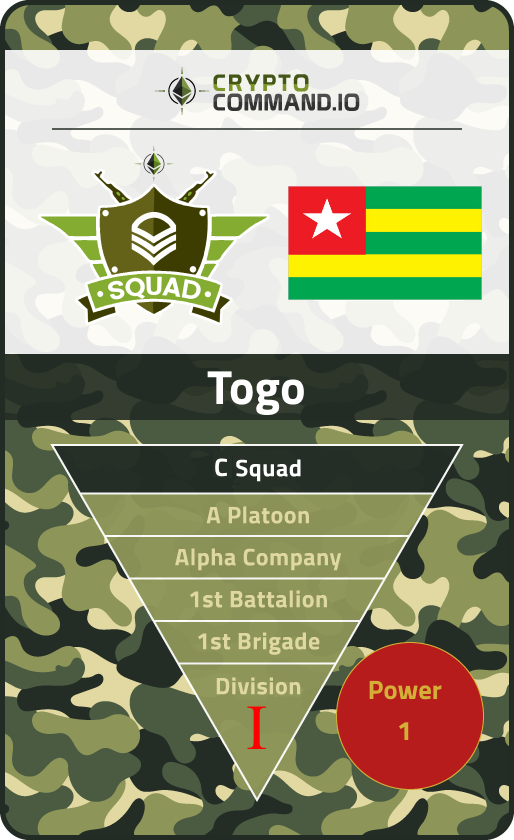 CRYPTO
COMMAND.IO
SQUAD
Togo
C Squad
A Platoon
Alpha Company
1st Battalion
1st Brigade
Division
I
Power
1